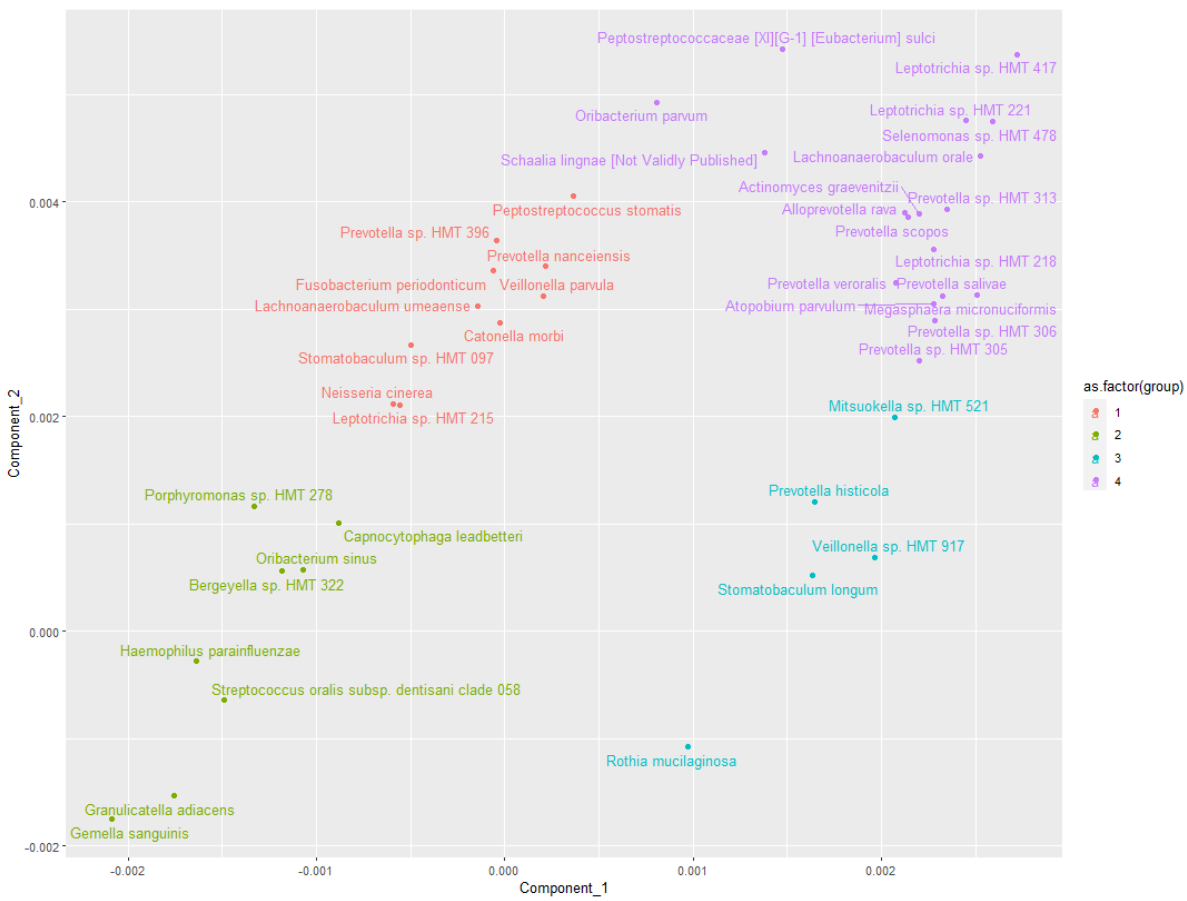 Peptostreptococcaceae [XI][G-1] [Eubacterium] sulci
Leptotrichia sp. HMT 417
Oribacterium parvum
Leptotrichia sp. HMT 221
Selenomonas sp. HMT 478
Schaalia lingnae [Not Validly Published]
Lachnoanaerobaculum orale
Actinomyces graevenitzii
Prevotella sp. HMT 313
0.004
Alloprevotella rava
Peptostreptococcus stomatis
Prevotella scopos
Prevotella sp. HMT 396
Prevotella nanceiensis
Leptotrichia sp. HMT 218
Fusobacterium periodonticum
Veillonella parvula
Prevotella veroralis
Prevotella salivae
Lachnoanaerobaculum umeaense
Atopobium parvulum
Megasphaera micronuciformis
Catonella morbi
Prevotella sp. HMT 306
Stomatobaculum sp. HMT 097
Prevotella sp. HMT 305
Neisseria cinerea
Mitsuokella sp. HMT 521
0.002
Leptotrichia sp. HMT 215
Component_2
Porphyromonas sp. HMT 278
Prevotella histicola
Capnocytophaga leadbetteri
Veillonella sp. HMT 917
Oribacterium sinus
Bergeyella sp. HMT 322
Stomatobaculum longum
0.000
Haemophilus parainfluenzae
Streptococcus oralis subsp. dentisani clade 058
Rothia mucilaginosa
Granulicatella adiacens
Gemella sanguinis
-0.002
-0.002
-0.001
0.000
0.001
0.002
Component_1
as.factor(group)
a 1
a 2
a 3
a 4